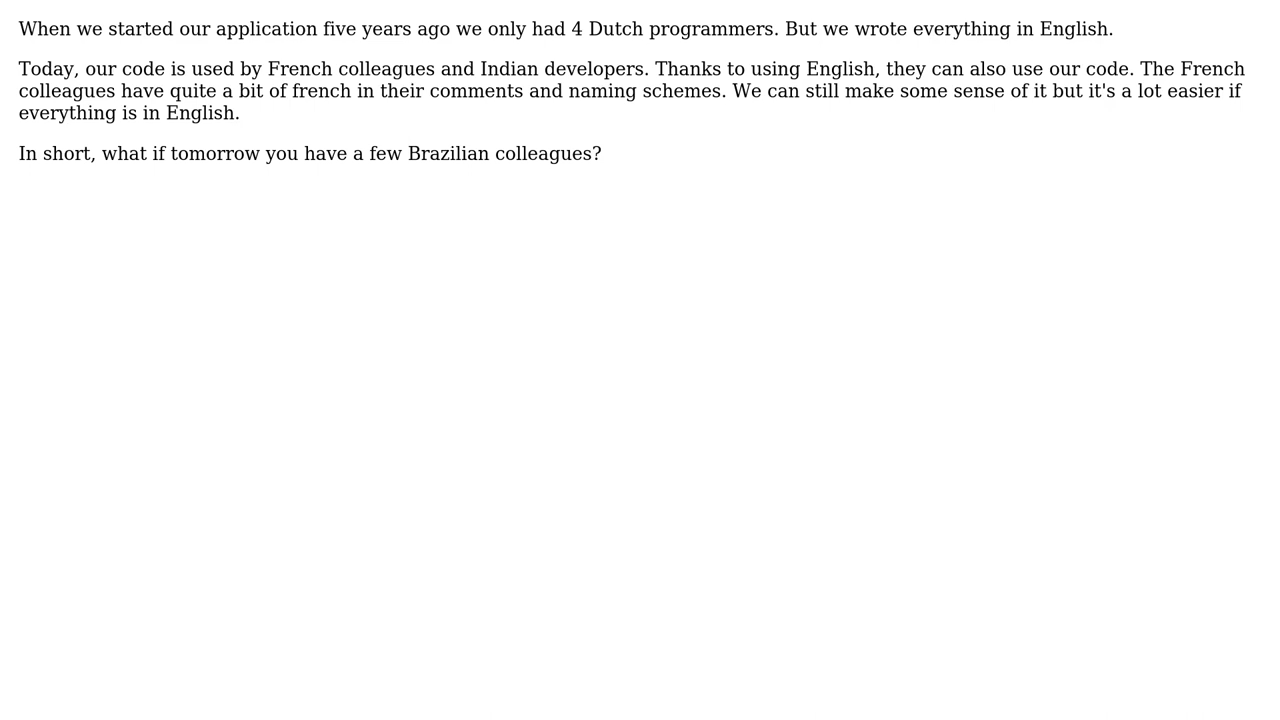 When we started our application five years ago we only had 4 Dutch programmers. But we wrote everything in English.
Today, our code is used by French colleagues and Indian developers. Thanks to using English, they can also use our code. The French
colleagues have quite a bit of french in their comments and naming schemes. We can still make some sense of it but it's a lot easier if
everything is in English.
In short, what if tomorrow you have a few Brazilian colleagues?